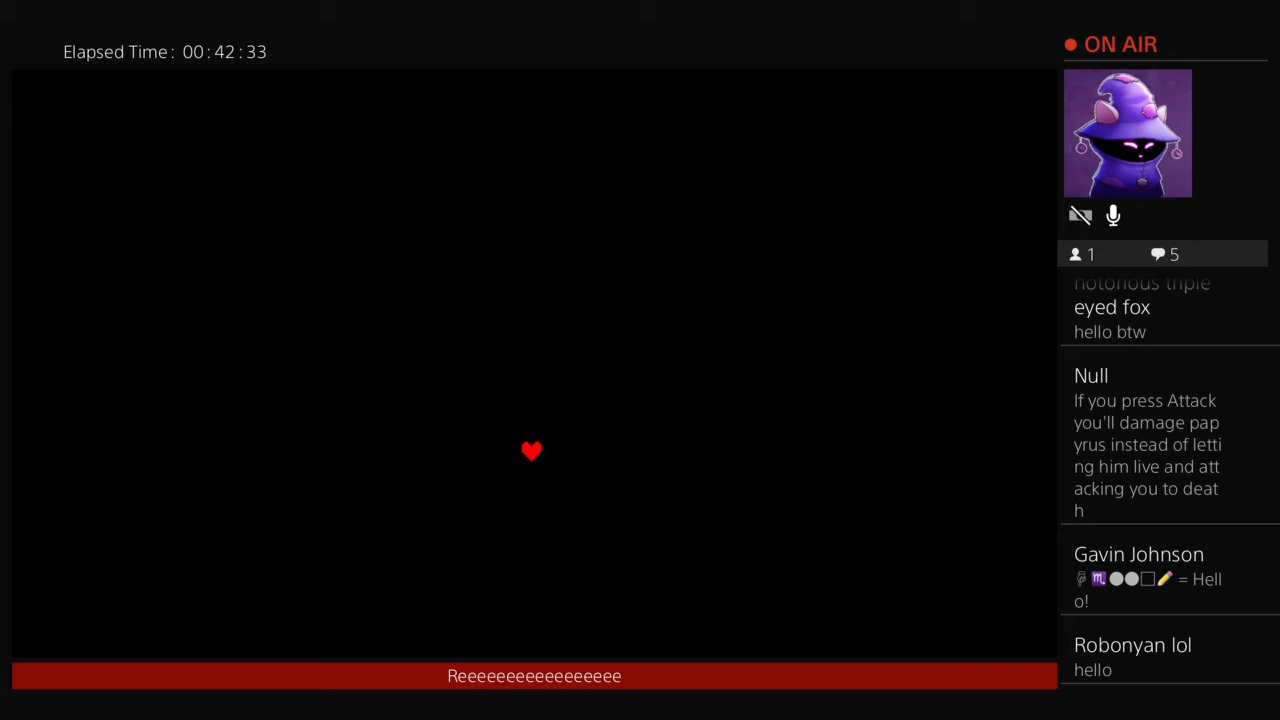 Elapsed Time: 00:42:33
ON AIR
1 5
notorious triple
eyed fox
hello btw
Null
If you press Attack
you'll damage pap
yrus instead of letti
ng him live and att
acking you to deat
h
Gavin Johnson
☟♏●●□✏ = Hell
o!
Robonyan lol
hello
Reeeeeeeeeeeeeeeee